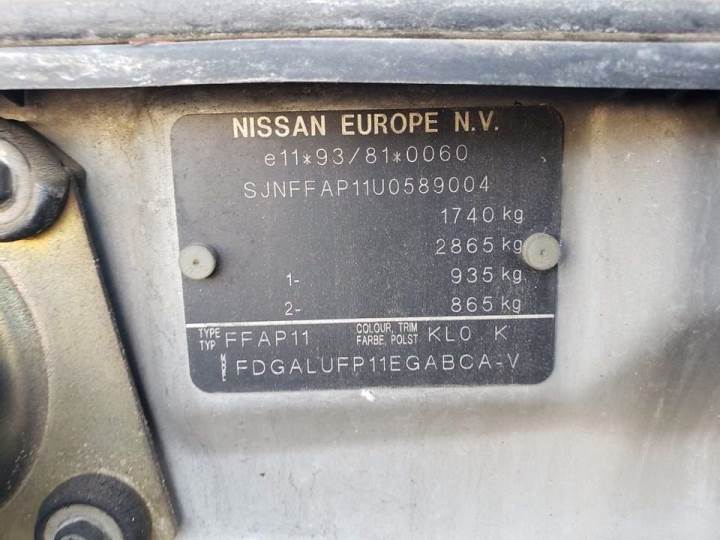 NISSAN EUROPE N.V.
e11*93/81*0060
SJNFFAP11U0589004
1740 kg
2865 kg
1- 935 kg
2- 865 kg
TYPE TYP FFAP11 COLOUR, TRIM FARBE, POLST KL0 K
FDGALUFP11EGABCA-V